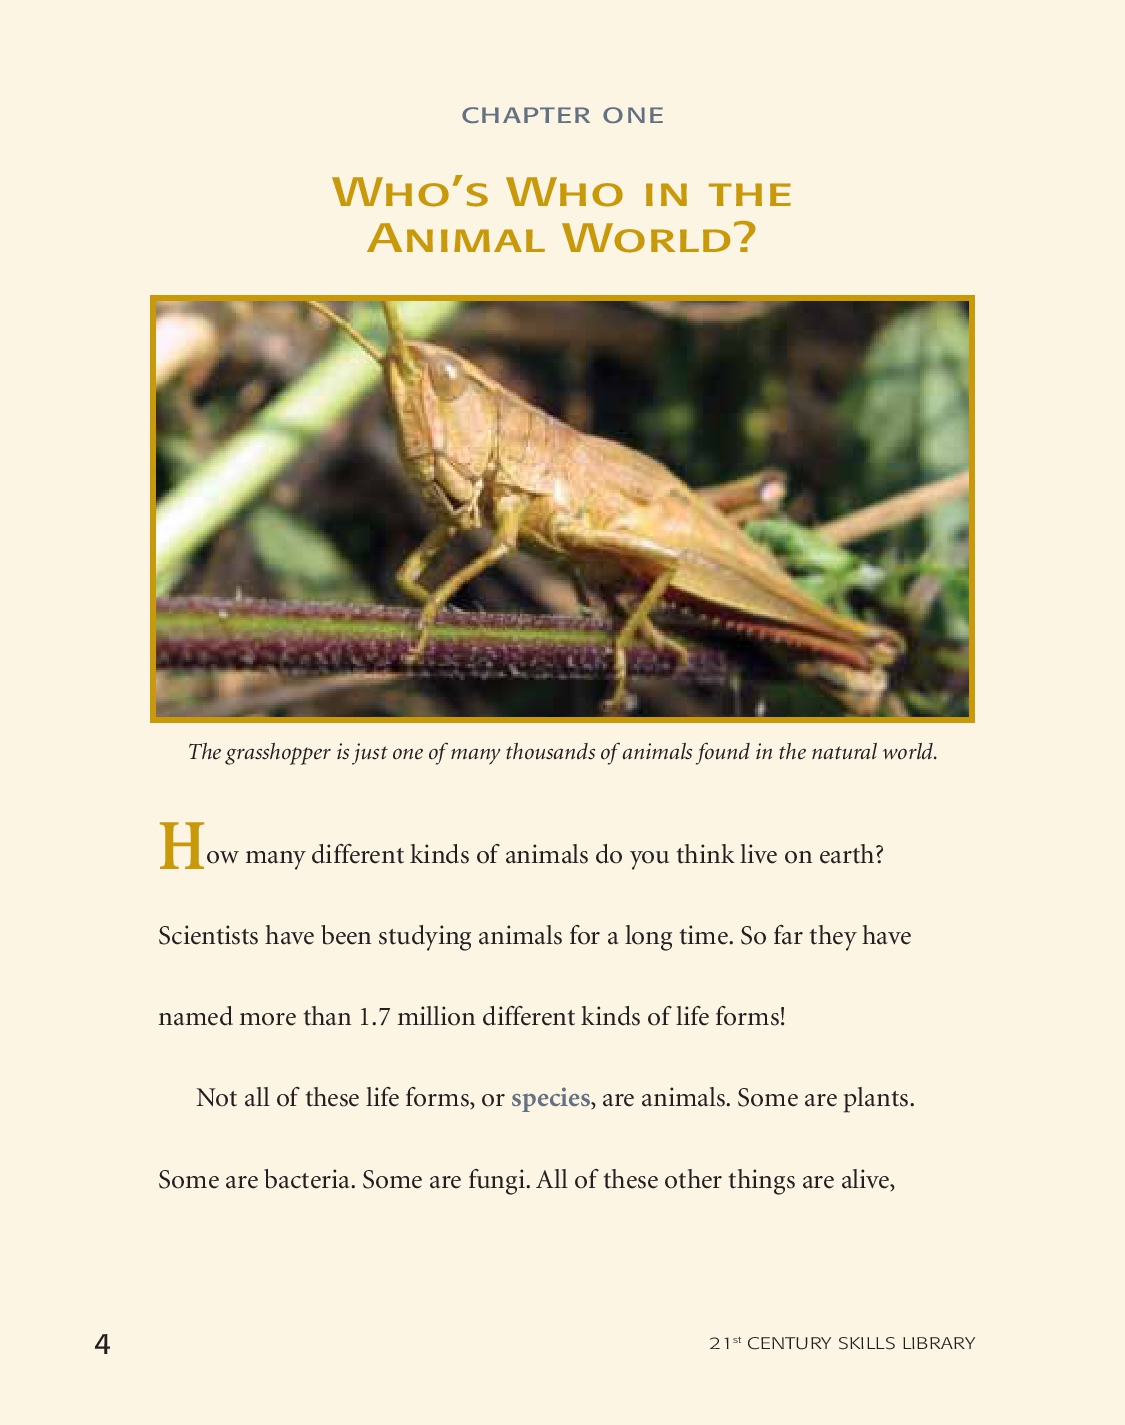 CHAPTER ONE
WHO'S WHO IN THE
ANIMAL WORLD?
The grasshopper is just one of many thousands of animals found in the natural world.
How many different kinds of animals do you think live on earth?
Scientists have been studying animals for a long time. So far they have
named more than 1.7 million different kinds of life forms!
Not all of these life forms, or species, are animals. Some are plants.
Some are bacteria. Some are fungi. All of these other things are alive,
4
21st CENTURY SKILLS LIBRARY